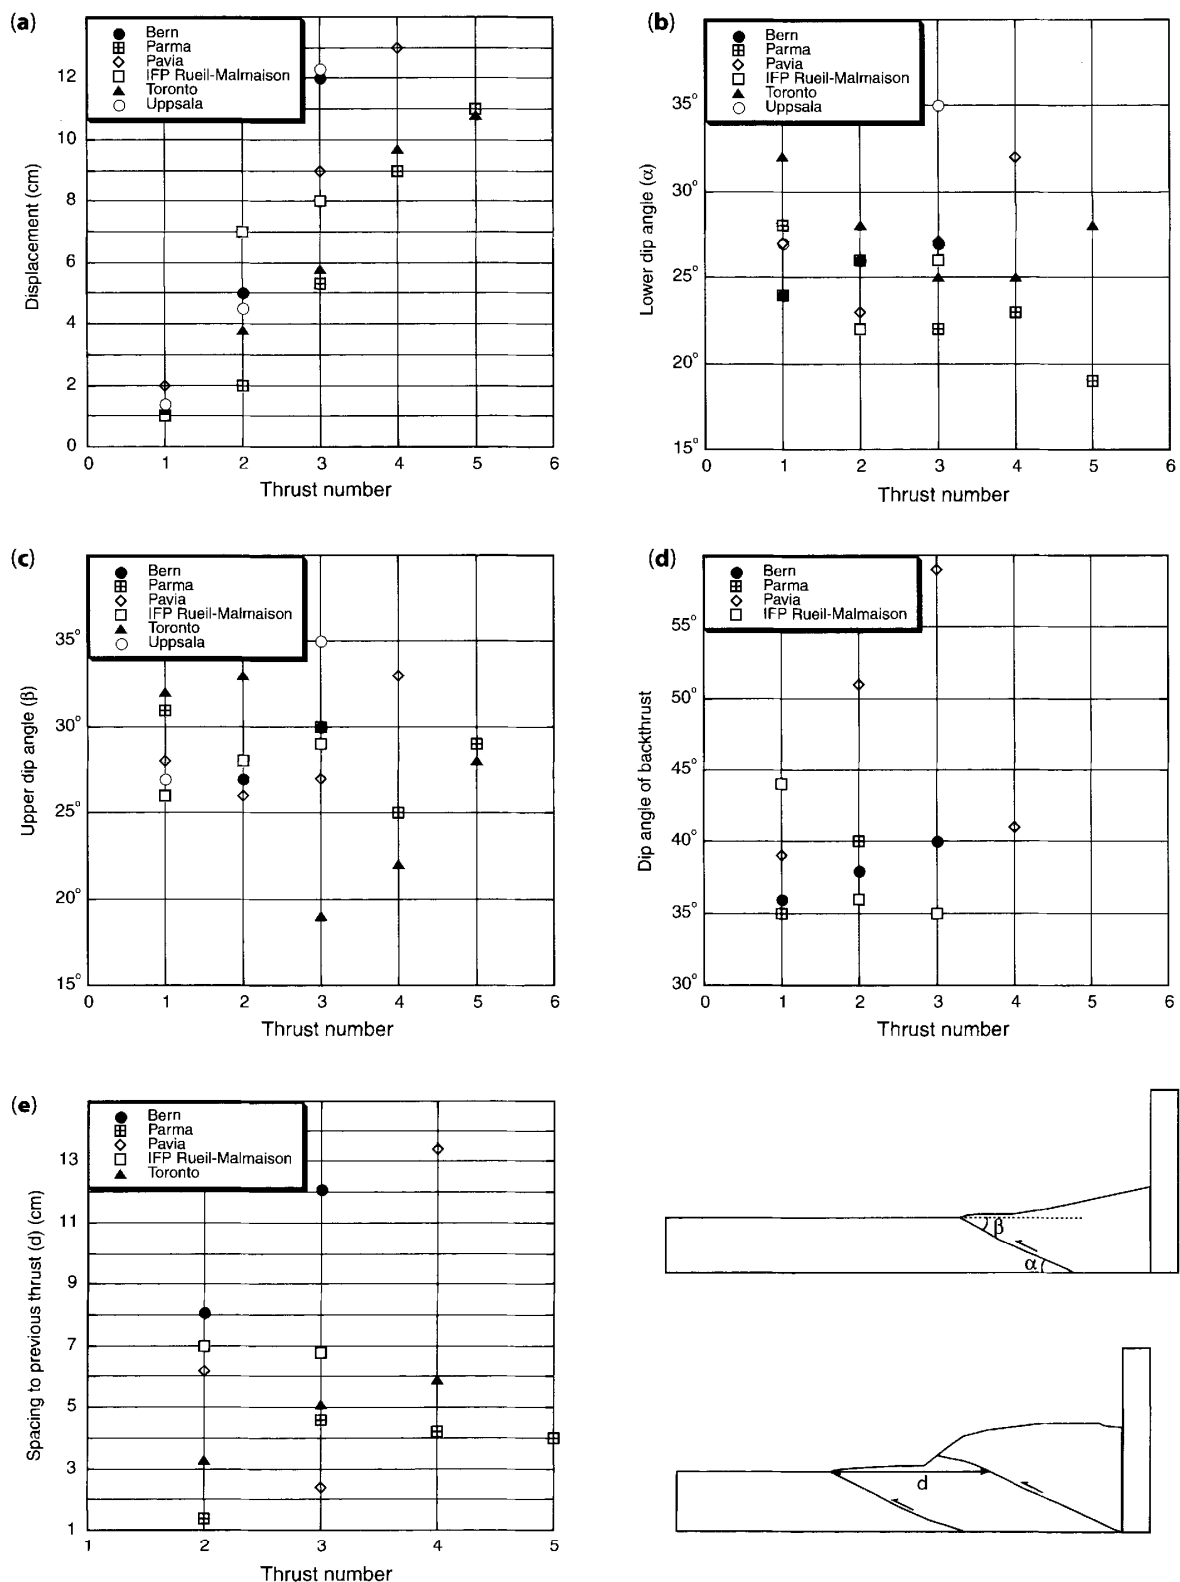 (a)
Bern
Parma
Pavia
IFP Rueil-Malmaison
Toronto
Uppsala
12
10
8
6
4
2
0
Displacement (cm)
0 1 2 3 4 5 6
Thrust number
(b)
Bern
Parma
Pavia
IFP Rueil-Malmaison
Toronto
Uppsala
35°
30°
25°
20°
15°
Lower dip angle (α)
0 1 2 3 4 5 6
Thrust number
(c)
Bern
Parma
Pavia
IFP Rueil-Malmaison
Toronto
Uppsala
35°
30°
25°
20°
15°
Upper dip angle (β)
0 1 2 3 4 5 6
Thrust number
(d)
Bern
Parma
Pavia
IFP Rueil-Malmaison
55°
50°
45°
40°
35°
30°
Dip angle of backthrust
0 1 2 3 4 5 6
Thrust number
(e)
Bern
Parma
Pavia
IFP Rueil-Malmaison
Toronto
13
11
9
7
5
3
1
Spacing to previous thrust (d) (cm)
1 2 3 4 5
Thrust number
β
α
d